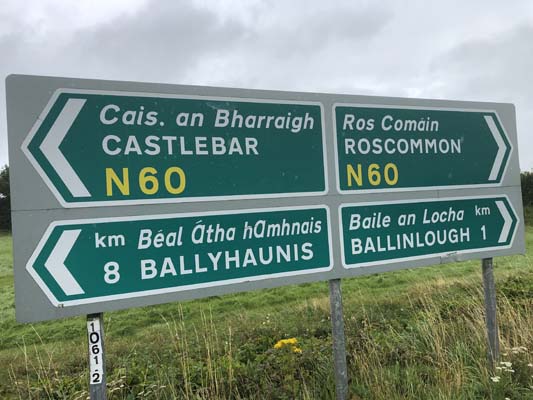 Cais. an Bharraigh
CASTLEBAR
N60
Ros Comáin
ROSCOMMON
N60
km Béal Átha hAmhnais
8 BALLYHAUNIS
Baile an Locha km
BALLINLOUGH 1
1061-2